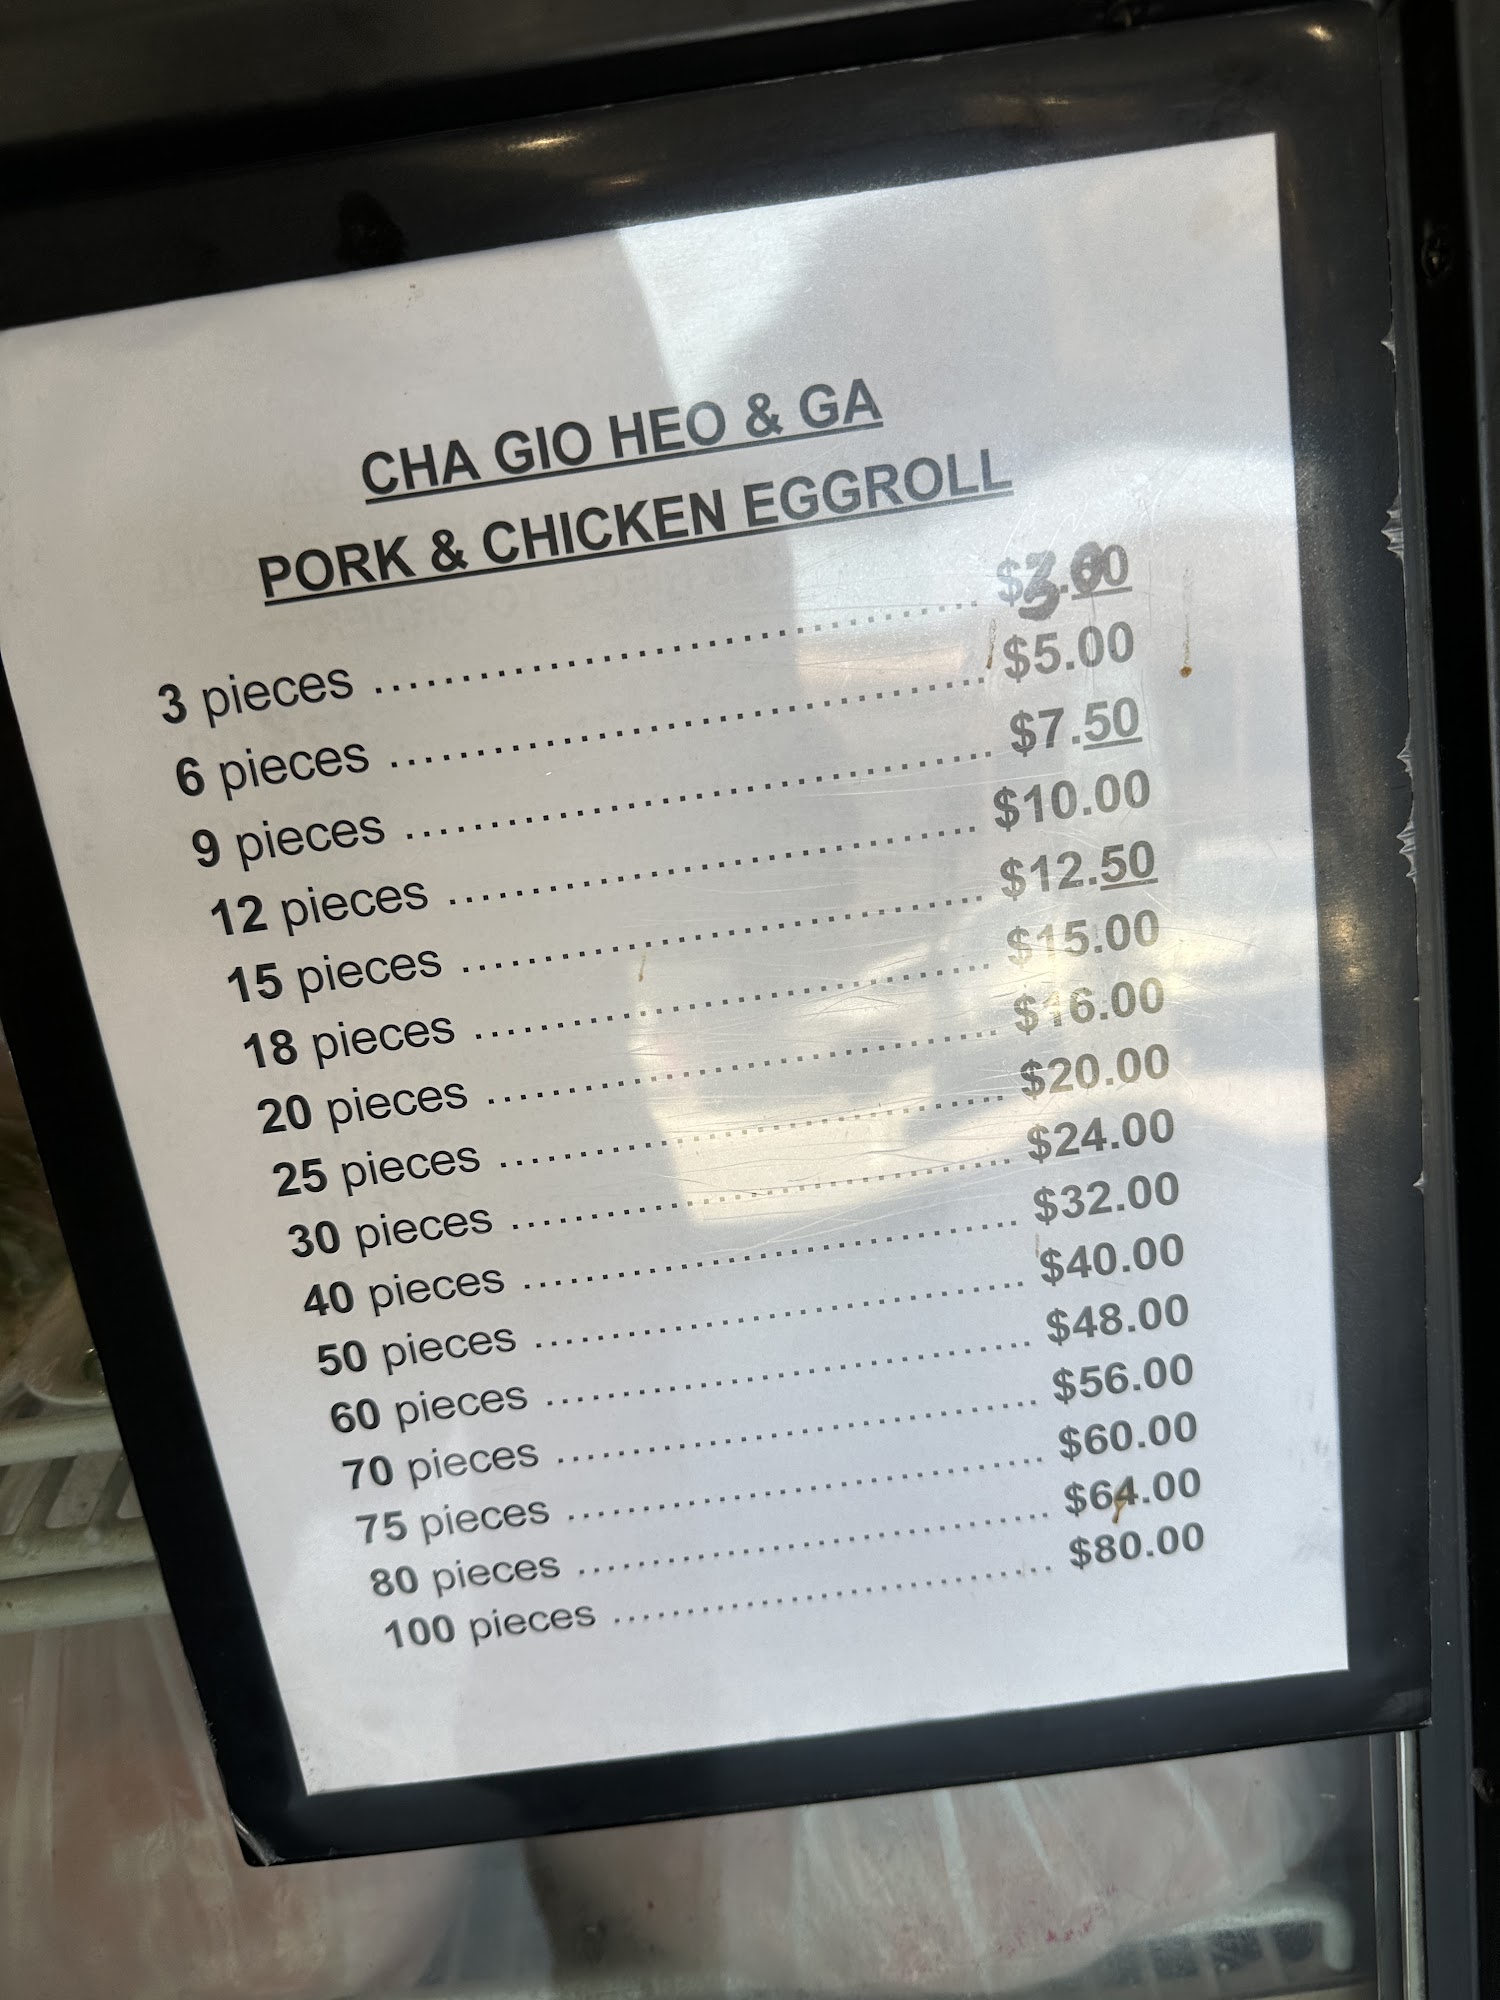 CHA GIO HEO & GA
PORK & CHICKEN EGGROLL
3 pieces ........................................ $3.00
6 pieces ........................................ $5.00
9 pieces ........................................ $7.50
12 pieces ........................................ $10.00
15 pieces ........................................ $12.50
18 pieces ........................................ $15.00
20 pieces ........................................ $16.00
25 pieces ........................................ $20.00
30 pieces ........................................ $24.00
40 pieces ........................................ $32.00
50 pieces ........................................ $40.00
60 pieces ........................................ $48.00
70 pieces ........................................ $56.00
75 pieces ........................................ $60.00
80 pieces ........................................ $64.00
100 pieces ........................................ $80.00